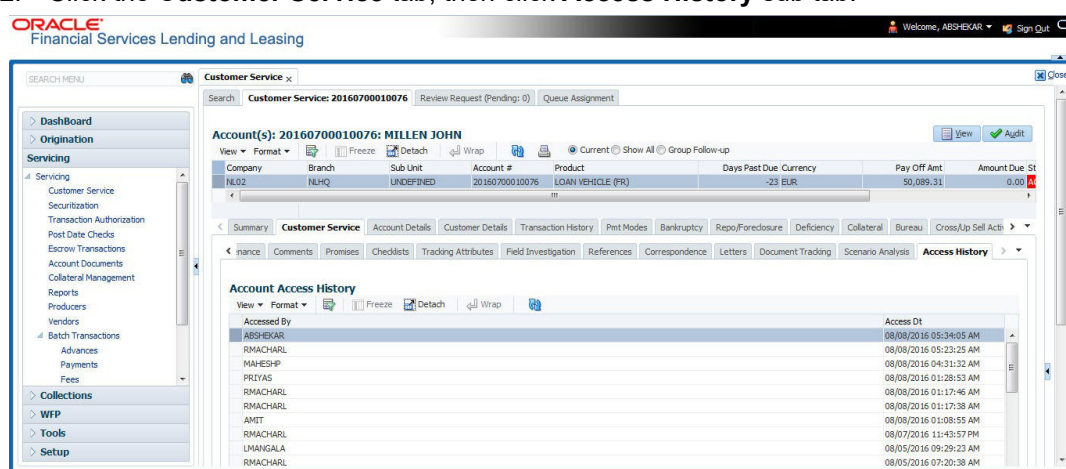 2. Click the Customer Service tab, then click Access History sub tab.
ORACLE
Financial Services Lending and Leasing
Welcome, ABSHEKAR Sign Out
SEARCH MENU
Customer Service x
Close
Search Customer Service: 20160700010076 Review Request (Pending: 0) Queue Assignment
DashBoard
Origination
Servicing
Servicing
Customer Service
Securitization
Transaction Authorization
Post Date Checks
Escrow Transactions
Account Documents
Collateral Management
Reports
Producers
Vendors
Batch Transactions
Advances
Payments
Fees
Collections
WFP
Tools
Setup
Account(s): 20160700010076: MILLEN JOHN
View Audit
View Format Freeze Detach Wrap Current Show All Group Follow-up
Company Branch Sub Unit Account # Product Days Past Due Currency Pay Off Amt Amount Due St
NL02 NLHQ UNDEFINED 20160700010076 LOAN VEHICLE (FR) -23 EUR 50,089.31 0.00
Summary Customer Service Account Details Customer Details Transaction History Pmt Modes Bankruptcy Repo/Foreclosure Deficiency Collateral Bureau Cross/Up Sell Activ
nance Comments Promises Checklists Tracking Attributes Field Investigation References Correspondence Letters Document Tracking Scenario Analysis Access History
Account Access History
View Format Freeze Detach Wrap
Accessed By Access Dt
ABSHEKAR 08/08/2016 05:34:05 AM
RMACHARL 08/08/2016 05:23:25 AM
MAHESHP 08/08/2016 04:31:32 AM
PRIYAS 08/08/2016 01:28:53 AM
RMACHARL 08/08/2016 01:17:46 AM
RMACHARL 08/08/2016 01:17:38 AM
AMIT 08/08/2016 01:08:55 AM
RMACHARL 08/07/2016 11:43:57 PM
LMANGALA 08/05/2016 09:29:23 AM
RMACHARL 08/05/2016 07:20:38 AM